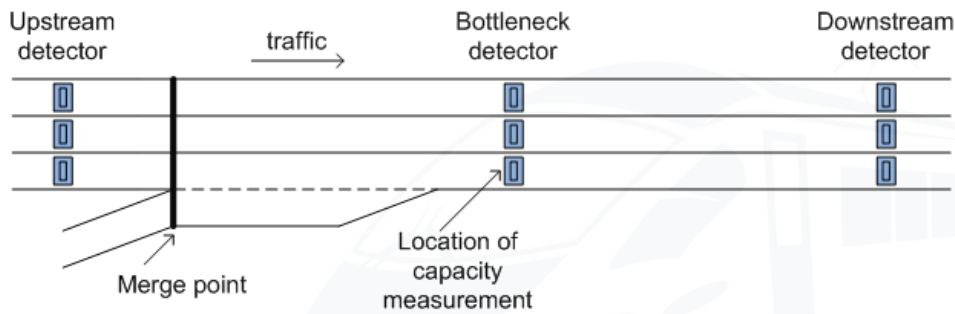 Upstream
detector
traffic
Bottleneck
detector
Downstream
detector
Merge point
Location of
capacity
measurement